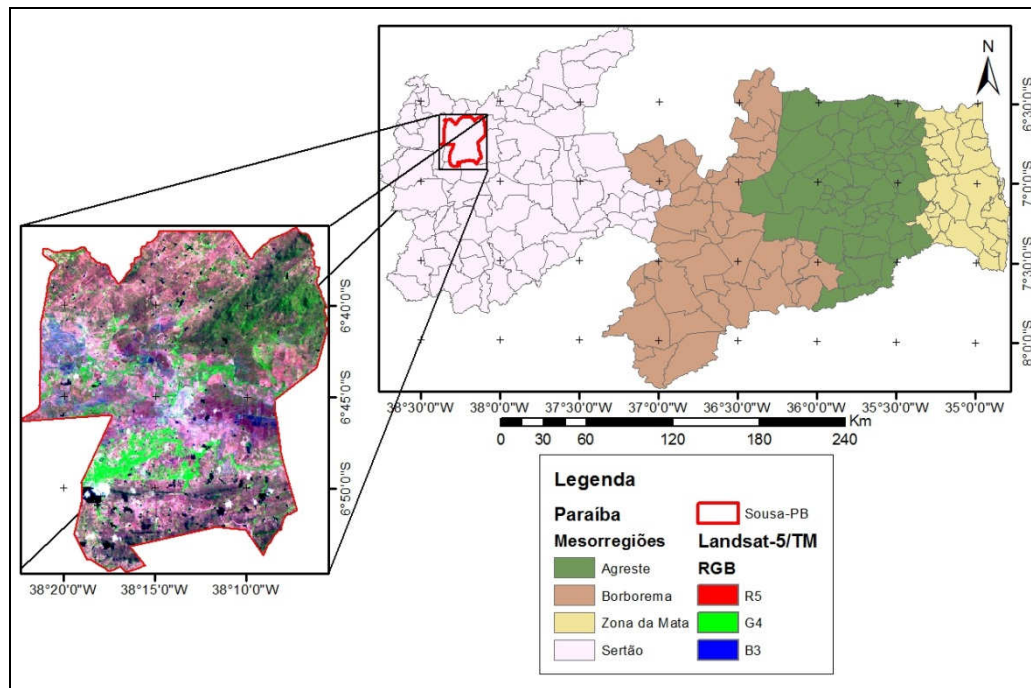 N
6°30'0"S
7°0'0"S
7°30'0"S
8°0'0"S
38°30'0"W
38°0'0"W
37°30'0"W
37°0'0"W
36°30'0"W
36°0'0"W
35°30'0"W
35°0'0"W
Km
0 15 30 60 120 180 240
6°40'0"S
6°45'0"S
6°50'0"S
38°20'0"W
38°15'0"W
38°10'0"W
Legenda
Paraíba
Mesorregiões
Agreste
Borborema
Zona da Mata
Sertão
Sousa-PB
Landsat-5/TM
RGB
R5
G4
B3